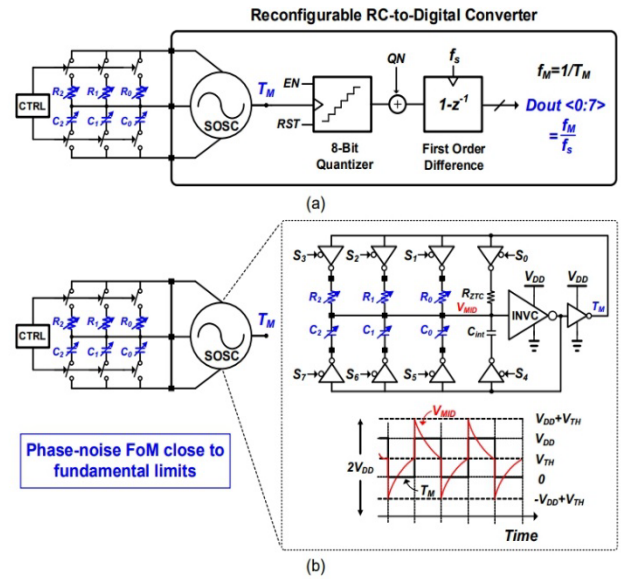 Reconfigurable RC-to-Digital Converter
CTRL
R2 R1 R0
C2 C1 C0
SOSC
TM
EN
RST
8-Bit
Quantizer
QN
+
fs
1-z-1
First Order
Difference
fM=1/TM
Dout <0:7>
= fM/fs
(a)
CTRL
R2 R1 R0
C2 C1 C0
SOSC
TM
Phase-noise FoM close to
fundamental limits
S3 S2 S1 S0
R2 R1 R0 RZTC
VMID
C2 C1 C0 Cint
INVC
VDD VDD
TM
S7 S6 S5 S4
VMID
VDD+VTH
VDD
2VDD
VTH
0
TM
-VDD+VTH
Time
(b)